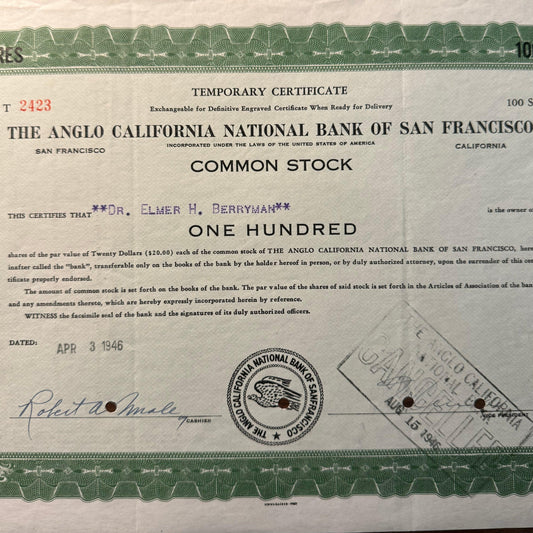 RES
T 2423
TEMPORARY CERTIFICATE
Exchangeable for Definitive Engraved Certificate When Ready for Delivery
100 S
THE ANGLO CALIFORNIA NATIONAL BANK OF SAN FRANCISCO
SAN FRANCISCO
INCORPORATED UNDER THE LAWS OF THE UNITED STATES OF AMERICA
CALIFORNIA
COMMON STOCK
THIS CERTIFIES THAT **DR. ELMER H. BERRYMAN** is the owner of
ONE HUNDRED
shares of the par value of Twenty Dollars ($20.00) each of the common stock of THE ANGLO CALIFORNIA NATIONAL BANK OF SAN FRANCISCO, here
inafter called the "bank", transferable only on the books of the bank by the holder hereof in person, or by duly authorized attorney, upon the surrender of this cer
tificate properly endorsed.
The amount of common stock is set forth on the books of the bank. The par value of the shares of said stock is set forth in the Articles of Association of the bank
and any amendments thereto, which are hereby expressly incorporated herein by reference.
WITNESS the facsimile seal of the bank and the signatures of its duly authorized officers.
DATED:
APR 3 1946
THE ANGLO CALIFORNIA NATIONAL BANK OF SAN FRANCISCO
Robert A.
CASHIER
THE ANGLO CALIFORNIA
NATIONAL BANK
CANCELLED
AUG 15 1946
VICE PRESIDENT